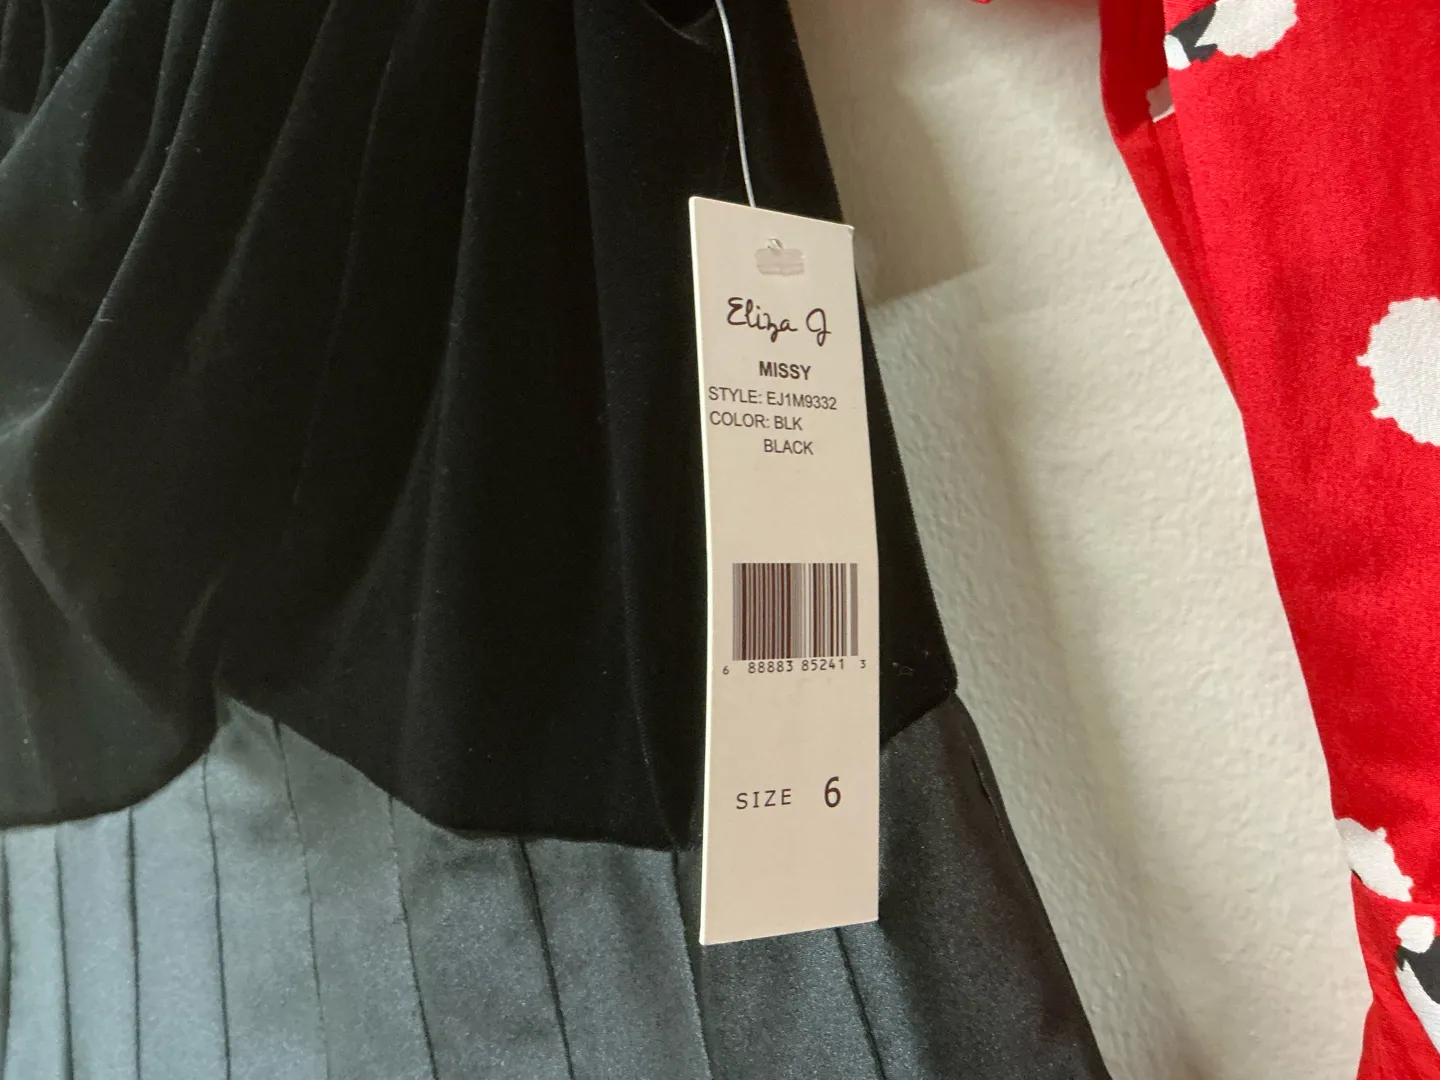 Eliza J
MISSY
STYLE: EJ1M9332
COLOR: BLK
BLACK
6 88883 85241 3
SIZE 6